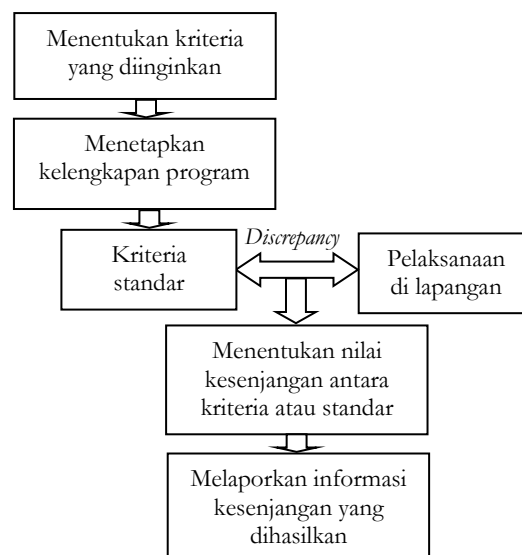 Menentukan kriteria
yang diinginkan
Menetapkan
kelengkapan program
Discrepancy
Kriteria
standar
Pelaksanaan
di lapangan
Menentukan nilai
kesenjangan antara
kriteria atau standar
Melaporkan informasi
kesenjangan yang
dihasilkan